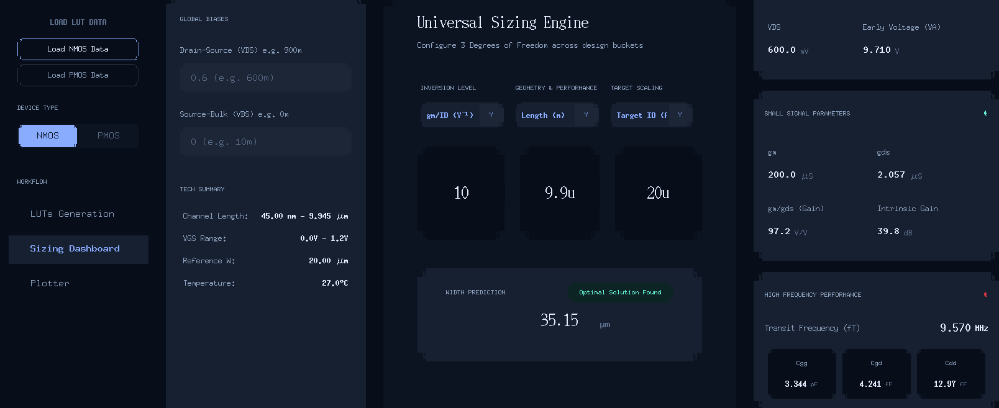 LOAD LUT DATA
Load NMOS Data
Load PMOS Data
DEVICE TYPE
NMOS
PMOS
WORKFLOW
LUTs Generation
Sizing Dashboard
Plotter
GLOBAL BIASES
Drain-Source (VDS) e.g. 900m
0.6 (e.g. 600m)
Source-Bulk (VBS) e.g. 0m
0 (e.g. 10m)
TECH SUMMARY
Channel Length: 45.00 nm – 9.945 μm
VGS Range: 0.0V – 1.2V
Reference W: 20.00 μm
Temperature: 27.0°C
Universal Sizing Engine
Configure 3 Degrees of Freedom across design buckets
INVERSION LEVEL
GEOMETRY & PERFORMANCE
TARGET SCALING
gm/ID (V⁻¹) Y
Length (m) Y
Target ID (f Y
10
9.9u
20u
WIDTH PREDICTION
Optimal Solution Found
35.15 μm
VDS
Early Voltage (VA)
600.0 mV
9.710 V
SMALL SIGNAL PARAMETERS
gm
gds
200.0 μS
2.057 μS
gm/gds (Gain)
Intrinsic Gain
97.2 V/V
39.8 dB
HIGH FREQUENCY PERFORMANCE
Transit Frequency (fT) 9.570 MHz
Cgg
Cgd
Cdd
3.344 pF
4.241 fF
12.97 fF